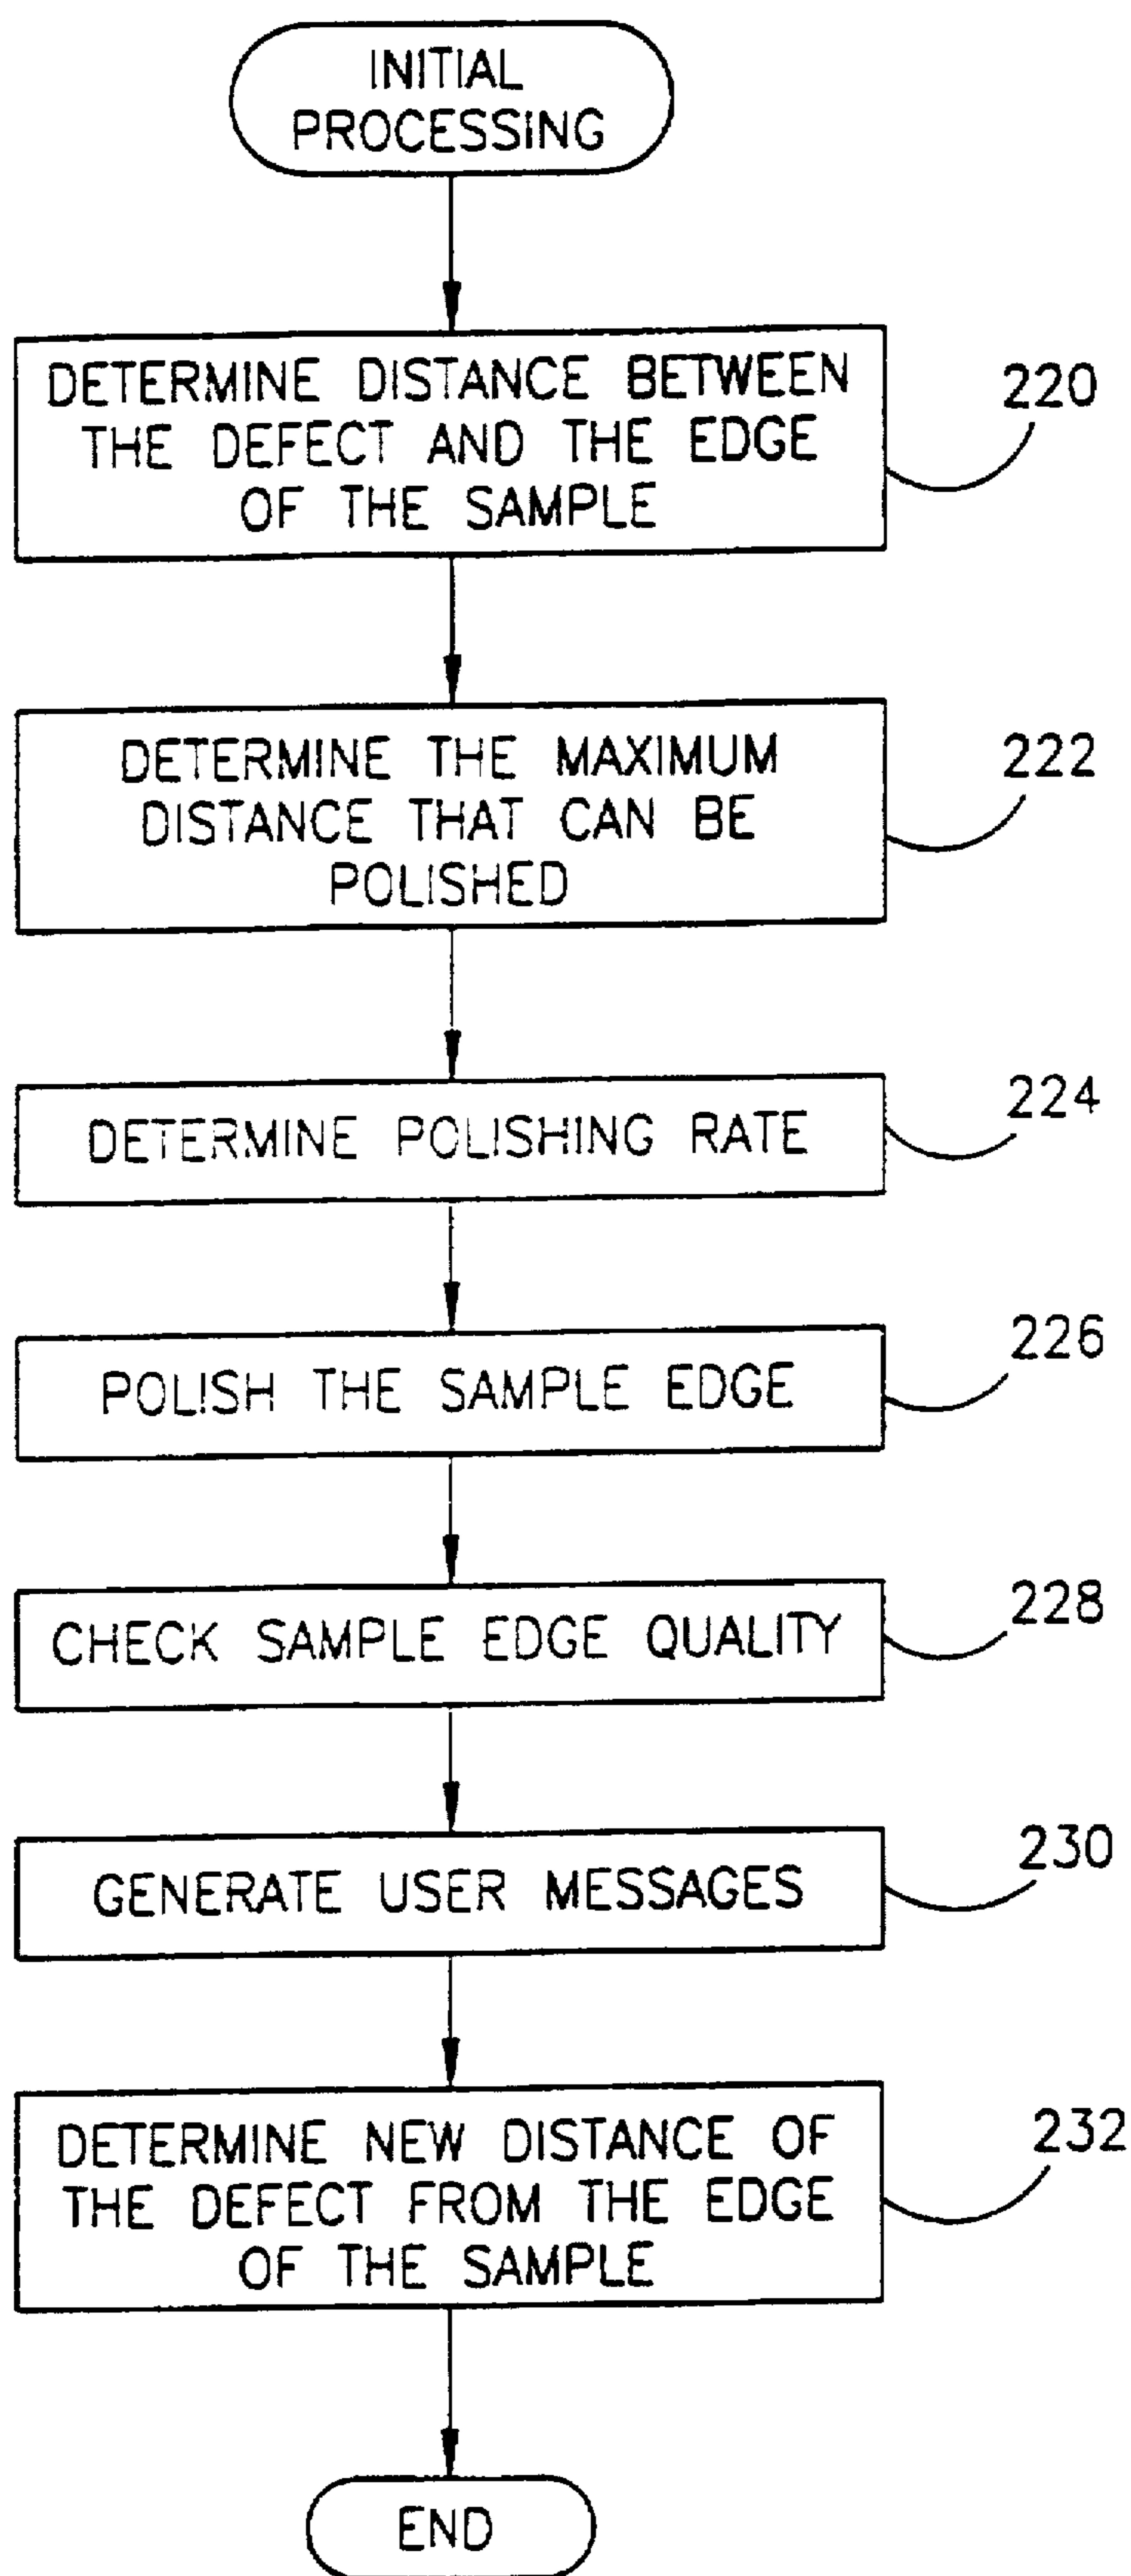 INITIAL
PROCESSING
DETERMINE DISTANCE BETWEEN
THE DEFECT AND THE EDGE
OF THE SAMPLE
220
DETERMINE THE MAXIMUM
DISTANCE THAT CAN BE
POLISHED
222
DETERMINE POLISHING RATE
224
POLISH THE SAMPLE EDGE
226
CHECK SAMPLE EDGE QUALITY
228
GENERATE USER MESSAGES
230
DETERMINE NEW DISTANCE OF
THE DEFECT FROM THE EDGE
OF THE SAMPLE
232
END